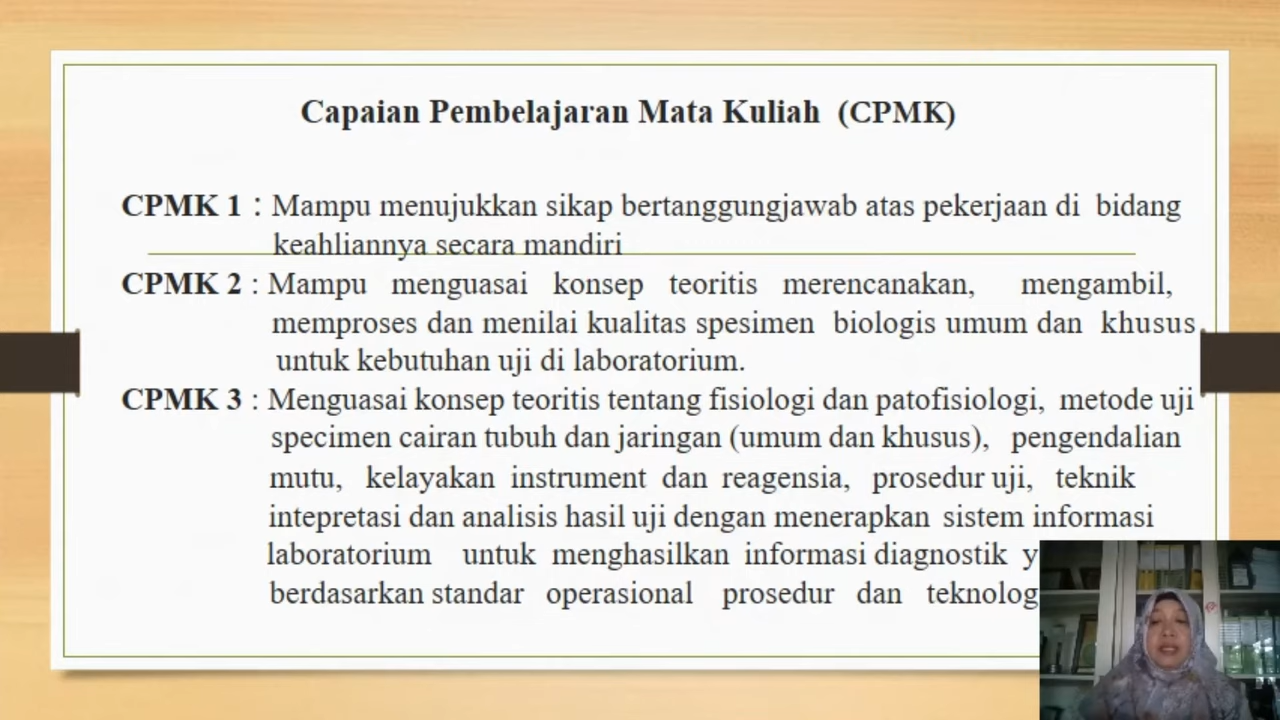 Capaian Pembelajaran Mata Kuliah (CPMK)
CPMK 1 : Mampu menujukkan sikap bertanggungjawab atas pekerjaan di bidang
keahliannya secara mandiri
CPMK 2 : Mampu menguasai konsep teoritis merencanakan, mengambil,
memproses dan menilai kualitas spesimen biologis umum dan khusus
untuk kebutuhan uji di laboratorium.
CPMK 3 : Menguasai konsep teoritis tentang fisiologi dan patofisiologi, metode uji
specimen cairan tubuh dan jaringan (umum dan khusus), pengendalian
mutu, kelayakan instrument dan reagensia, prosedur uji, teknik
intepretasi dan analisis hasil uji dengan menerapkan sistem informasi
laboratorium untuk menghasilkan informasi diagnostik
berdasarkan standar operasional prosedur dan